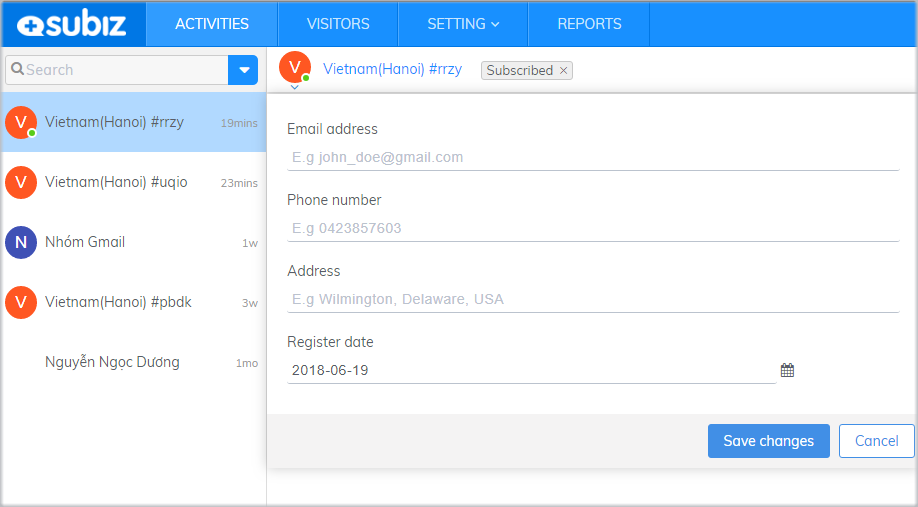 subiz
ACTIVITIES
VISITORS
SETTING
REPORTS
Search
V
Vietnam(Hanoi) #rrzy
Subscribed ×
V
Vietnam(Hanoi) #rrzy
19mins
V
Vietnam(Hanoi) #uqio
23mins
N
Nhóm Gmail
1w
V
Vietnam(Hanoi) #pbdk
3w
Nguyễn Ngọc Dương
1mo
Email address
E.g john_doe@gmail.com
Phone number
E.g 0423857603
Address
E.g Wilmington, Delaware, USA
Register date
2018-06-19
Save changes
Cancel